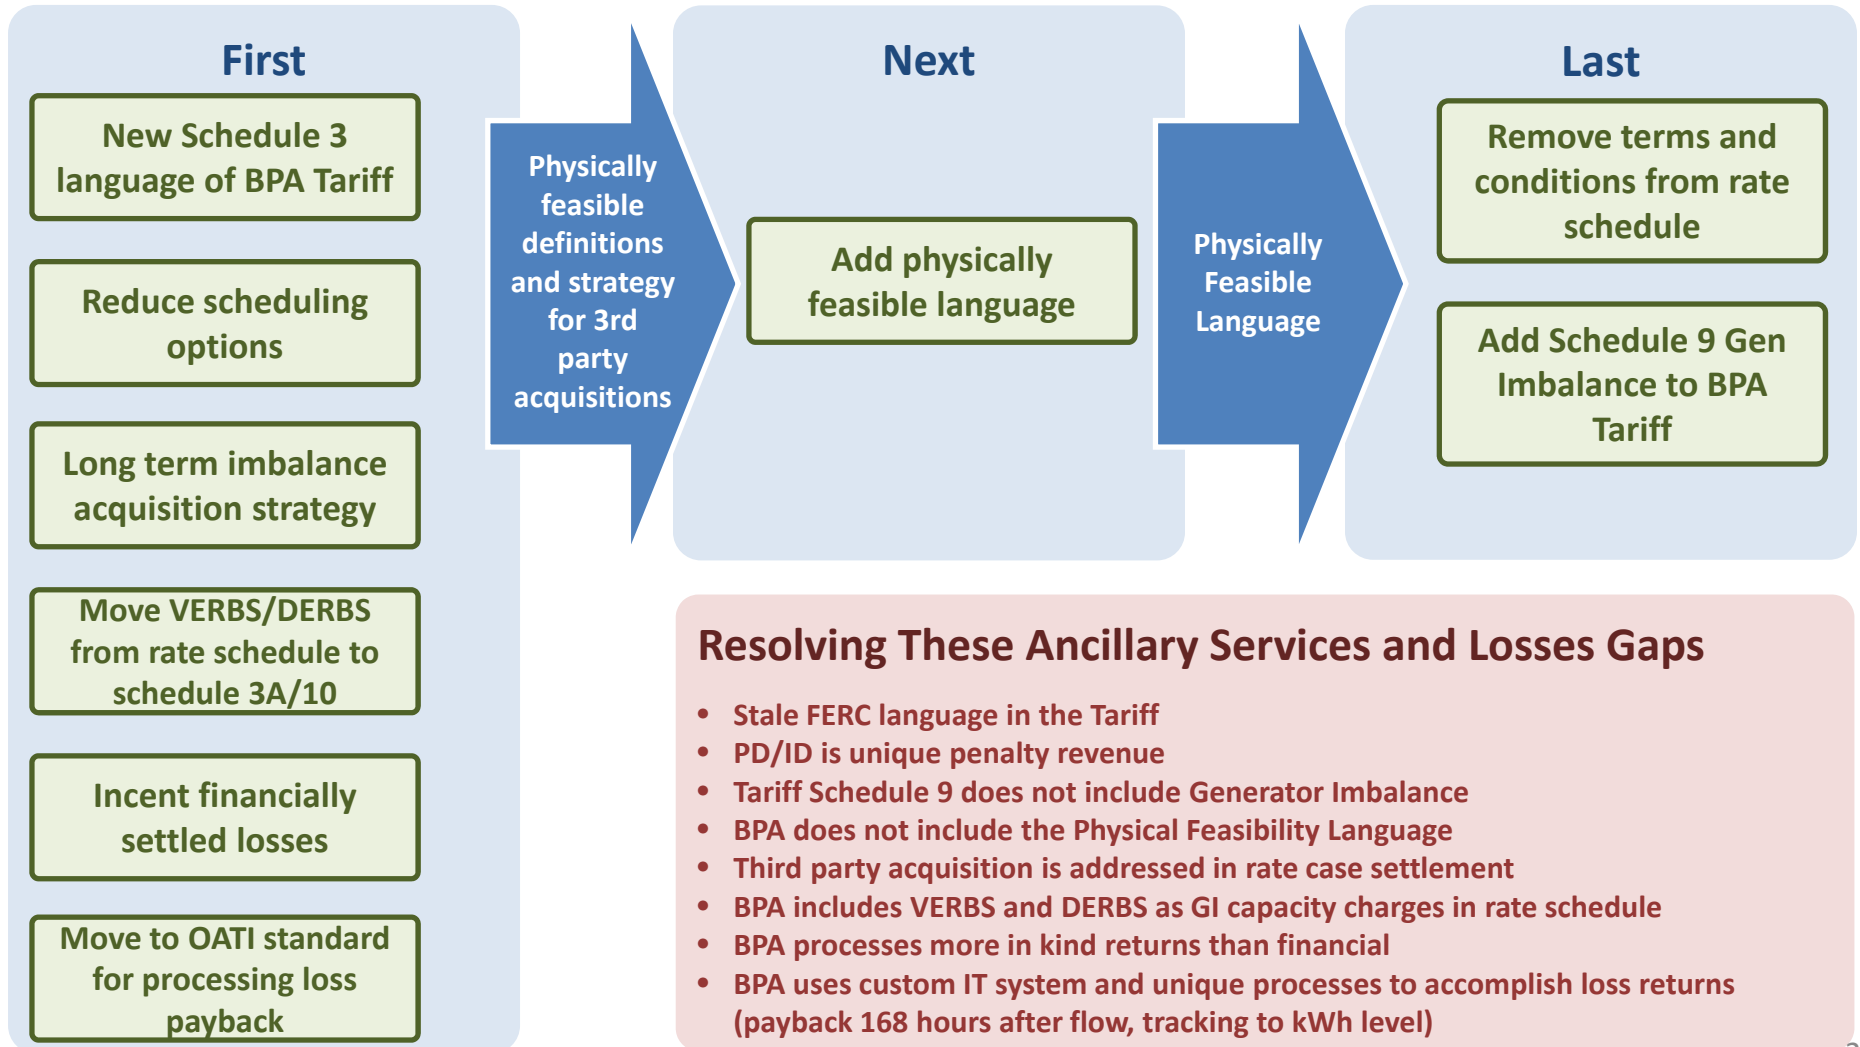 First
New Schedule 3
language of BPA Tariff
Reduce scheduling
options
Long term imbalance
acquisition strategy
Move VERBS/DERBS
from rate schedule to
schedule 3A/10
Incent financially
settled losses
Move to OATI standard
for processing loss
payback
Physically
feasible
definitions
and strategy
for 3rd
party
acquisitions
Next
Add physically
feasible language
Physically
Feasible
Language
Last
Remove terms and
conditions from rate
schedule
Add Schedule 9 Gen
Imbalance to BPA
Tariff
Resolving These Ancillary Services and Losses Gaps
• Stale FERC language in the Tariff
• PD/ID is unique penalty revenue
• Tariff Schedule 9 does not include Generator Imbalance
• BPA does not include the Physical Feasibility Language
• Third party acquisition is addressed in rate case settlement
• BPA includes VERBS and DERBS as GI capacity charges in rate schedule
• BPA processes more in kind returns than financial
• BPA uses custom IT system and unique processes to accomplish loss returns
(payback 168 hours after flow, tracking to kWh level)